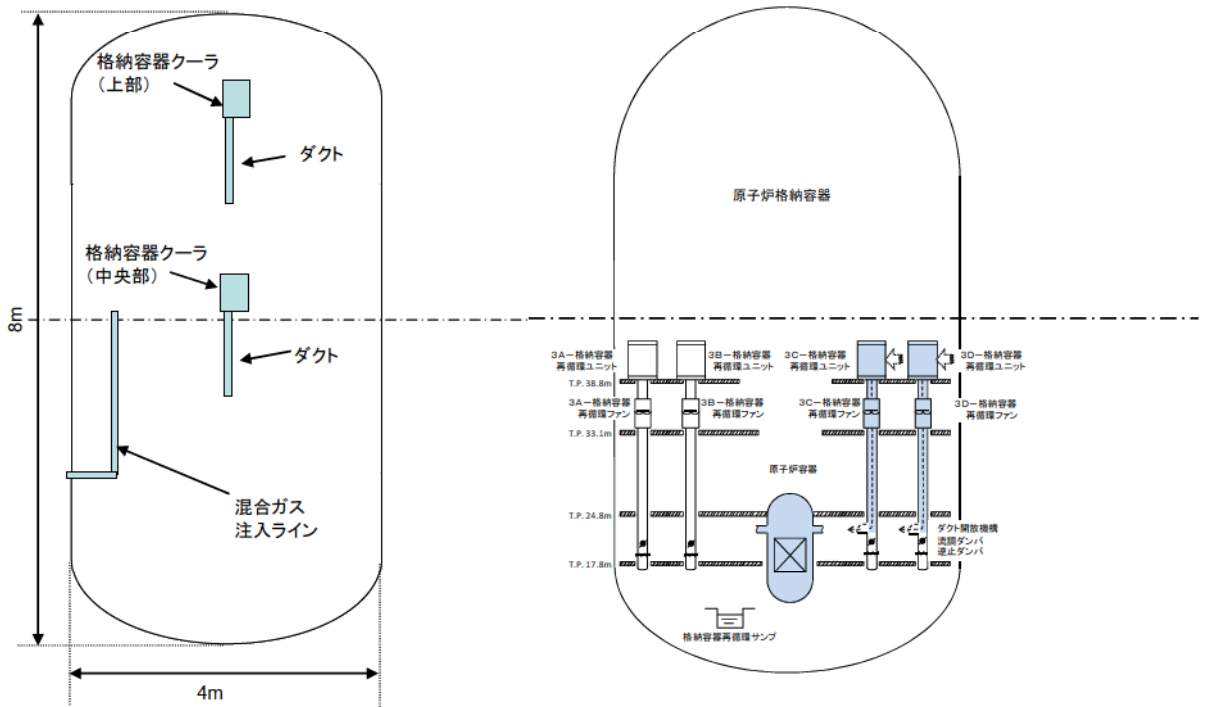 格納容器クーラ
（上部）
ダクト
格納容器クーラ
（中央部）
ダクト
8m
混合ガス
注入ライン
4m
原子炉格納容器
3A－格納容器
再循環ユニット
3B－格納容器
再循環ユニット
3C－格納容器
再循環ユニット
3D－格納容器
再循環ユニット
T.P. 38.8m
3A－格納容器
再循環ファン
3B－格納容器
再循環ファン
3C－格納容器
再循環ファン
3D－格納容器
再循環ファン
T.P. 33.1m
原子炉容器
T.P. 24.8m
ダクト開放機構
流調ダンパ
逆止ダンパ
T.P. 17.8m
格納容器再循環サンプ